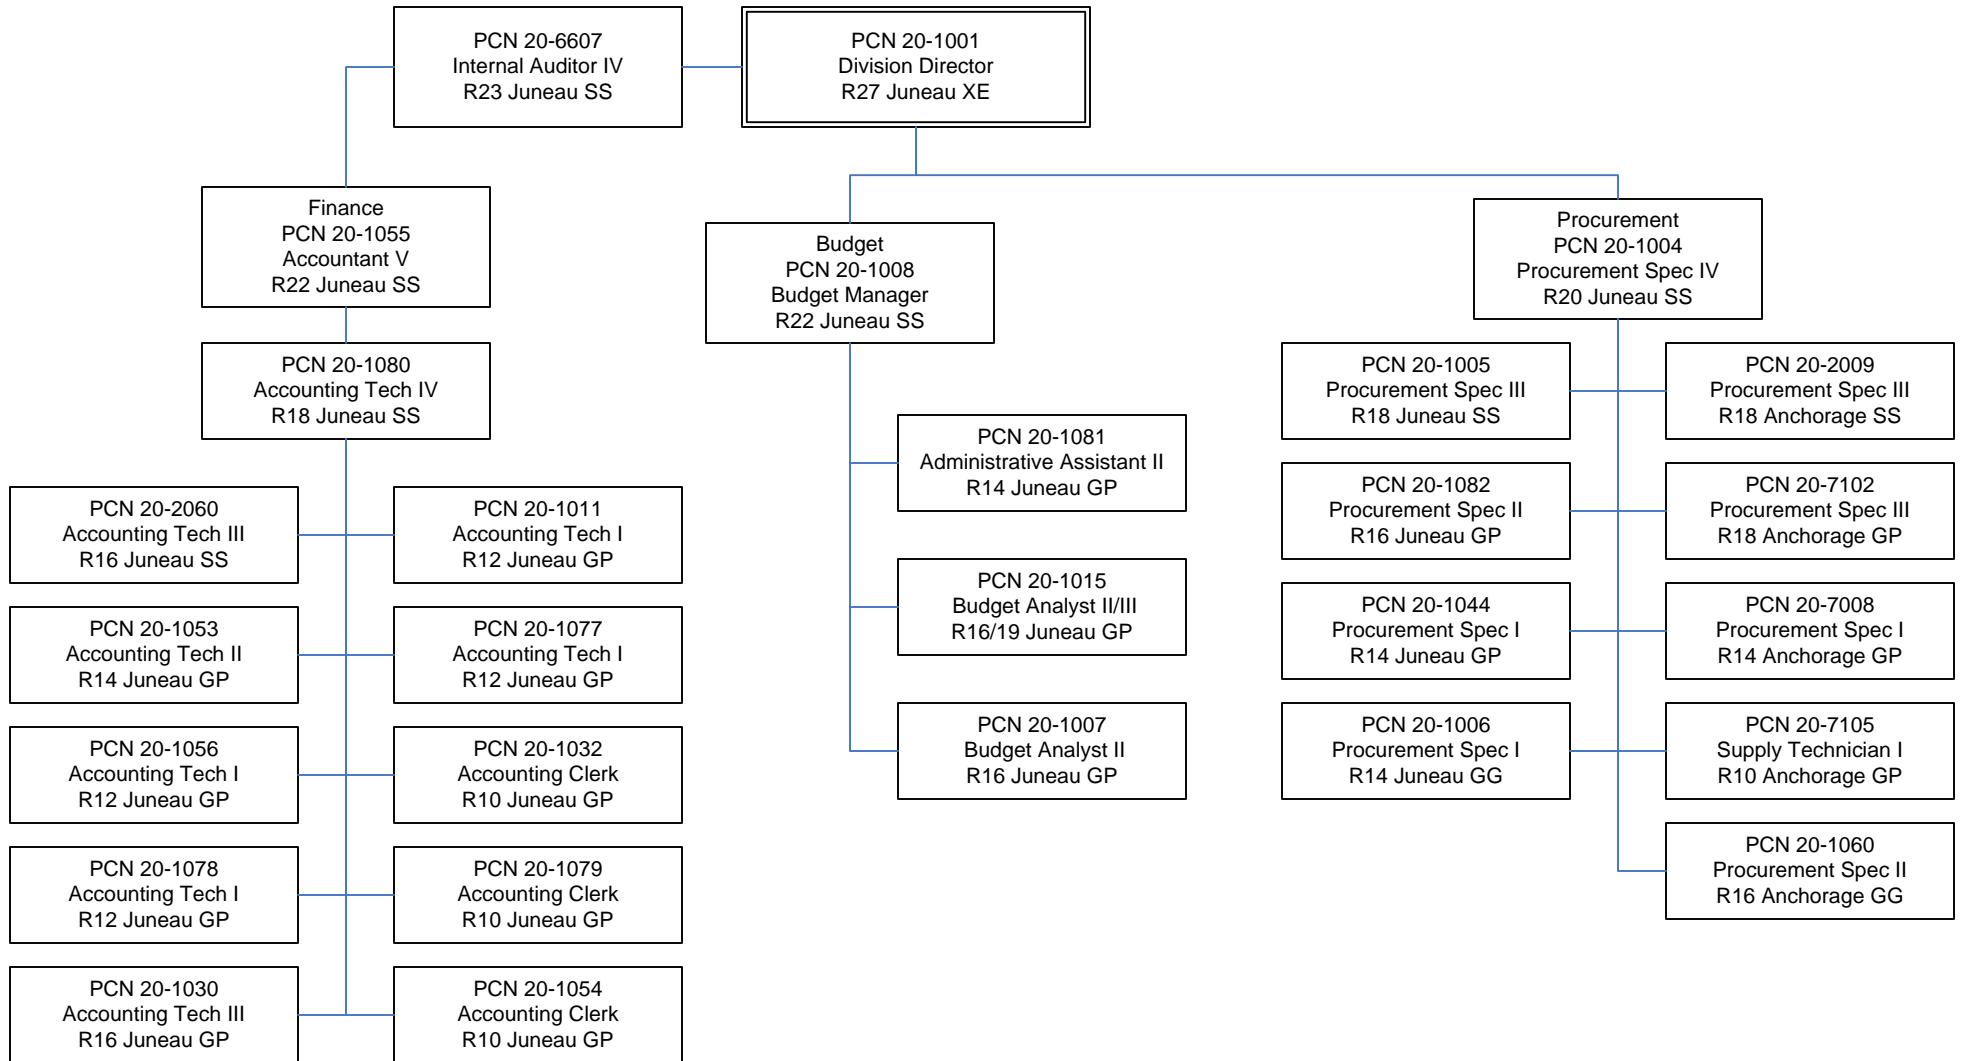 PCN 20-6607
Internal Auditor IV
R23 Juneau SS
PCN 20-1001
Division Director
R27 Juneau XE
Finance
PCN 20-1055
Accountant V
R22 Juneau SS
Budget
PCN 20-1008
Budget Manager
R22 Juneau SS
Procurement
PCN 20-1004
Procurement Spec IV
R20 Juneau SS
PCN 20-1080
Accounting Tech IV
R18 Juneau SS
PCN 20-2060
Accounting Tech III
R16 Juneau SS
PCN 20-1011
Accounting Tech I
R12 Juneau GP
PCN 20-1053
Accounting Tech II
R14 Juneau GP
PCN 20-1077
Accounting Tech I
R12 Juneau GP
PCN 20-1056
Accounting Tech I
R12 Juneau GP
PCN 20-1032
Accounting Clerk
R10 Juneau GP
PCN 20-1078
Accounting Tech I
R12 Juneau GP
PCN 20-1079
Accounting Clerk
R10 Juneau GP
PCN 20-1030
Accounting Tech III
R16 Juneau GP
PCN 20-1054
Accounting Clerk
R10 Juneau GP
PCN 20-1081
Administrative Assistant II
R14 Juneau GP
PCN 20-1015
Budget Analyst II/III
R16/19 Juneau GP
PCN 20-1007
Budget Analyst II
R16 Juneau GP
PCN 20-1005
Procurement Spec III
R18 Juneau SS
PCN 20-2009
Procurement Spec III
R18 Anchorage SS
PCN 20-1082
Procurement Spec II
R16 Juneau GP
PCN 20-7102
Procurement Spec III
R18 Anchorage GP
PCN 20-1044
Procurement Spec I
R14 Juneau GP
PCN 20-7008
Procurement Spec I
R14 Anchorage GP
PCN 20-1006
Procurement Spec I
R14 Juneau GG
PCN 20-7105
Supply Technician I
R10 Anchorage GP
PCN 20-1060
Procurement Spec II
R16 Anchorage GG